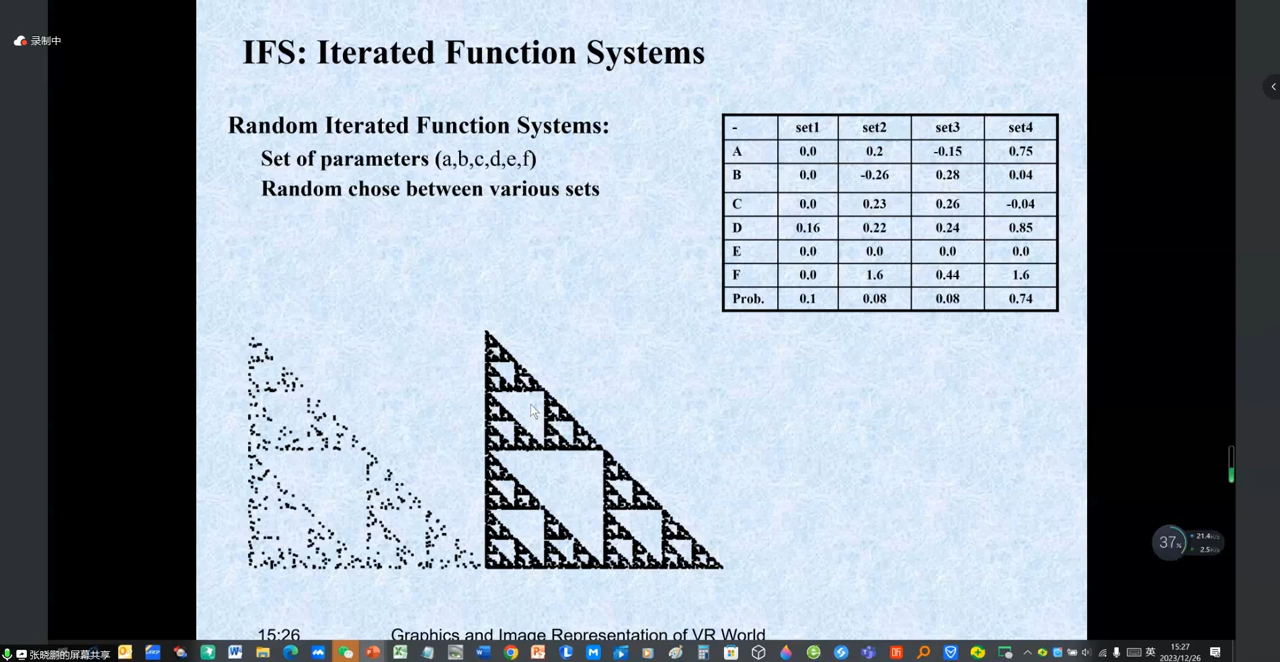 录制中
IFS: Iterated Function Systems
Random Iterated Function Systems:
Set of parameters (a,b,c,d,e,f)
Random chose between various sets
- set1 set2 set3 set4
A 0.0 0.2 -0.15 0.75
B 0.0 -0.26 0.28 0.04
C 0.0 0.23 0.26 -0.04
D 0.16 0.22 0.24 0.85
E 0.0 0.0 0.0 0.0
F 0.0 1.6 0.44 1.6
Prob. 0.1 0.08 0.08 0.74
37%
21.4K/s
2.5K/s
15:26 Graphics and Image Representation of VR World
张晓鹏的屏幕共享
英
15:27
2023/12/26